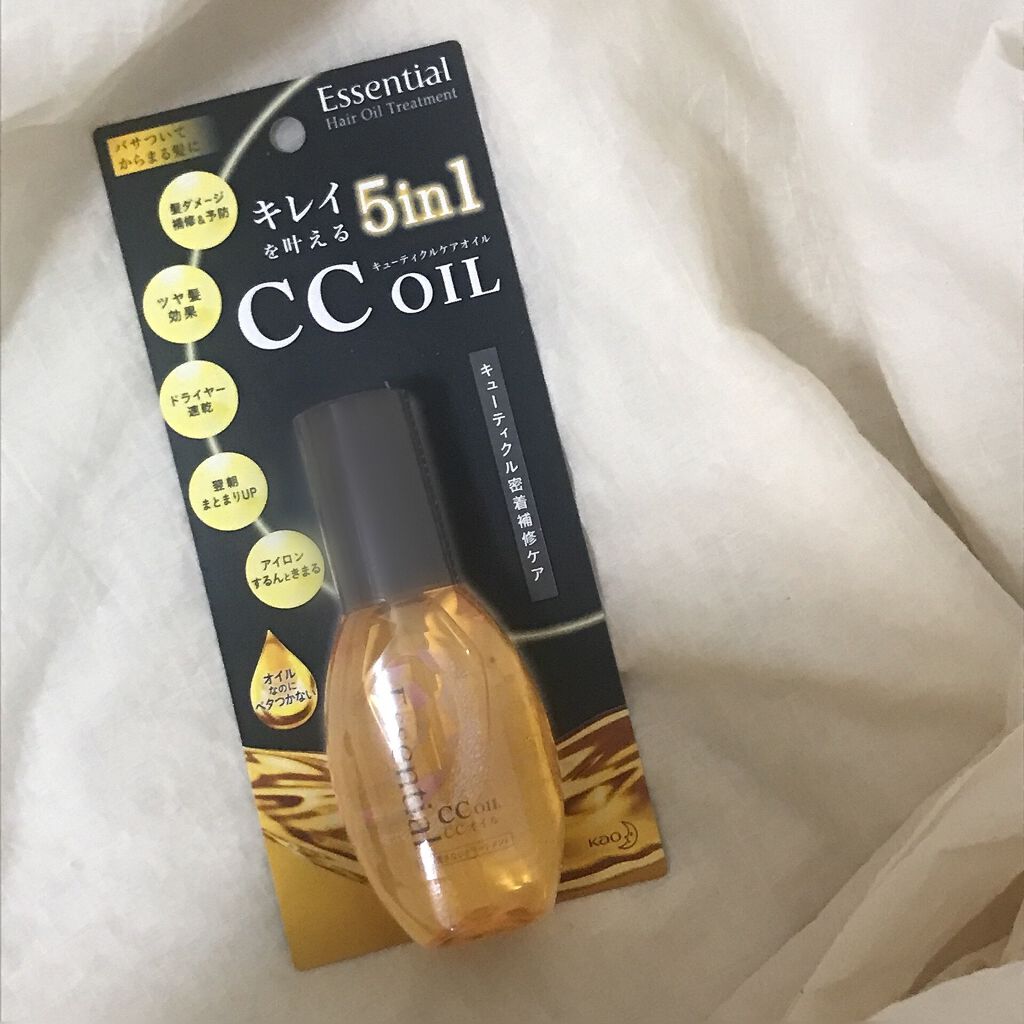 Essential
Hair Oil Treatment
パサついて
からまる髪に
キレイ
を叶える
5in1
キューティクルケアオイル
CC OIL
髪ダメージ
補修&予防
ツヤ髪
効果
ドライヤー
速乾
翌朝
まとまりUP
アイロン
するんときまる
キューティクル密着補修ケア
オイル
なのに
ベタつかない
Essential
CC OIL
CCオイル
Kao